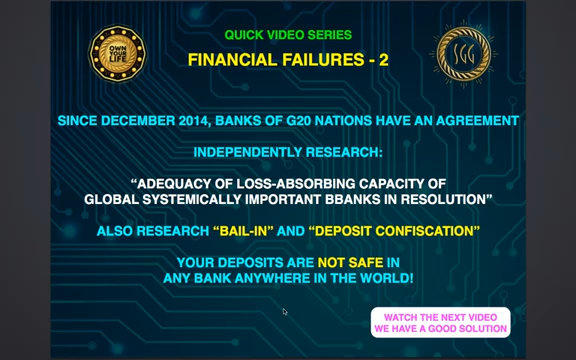 QUICK VIDEO SERIES
FINANCIAL FAILURES - 2
OWN
YOUR
LIFE
SGG
SINCE DECEMBER 2014, BANKS OF G20 NATIONS HAVE AN AGREEMENT
INDEPENDENTLY RESEARCH:
“ADEQUACY OF LOSS-ABSORBING CAPACITY OF
GLOBAL SYSTEMICALLY IMPORTANT BBANKS IN RESOLUTION”
ALSO RESEARCH “BAIL-IN” AND “DEPOSIT CONFISCATION”
YOUR DEPOSITS ARE NOT SAFE IN
ANY BANK ANYWHERE IN THE WORLD!
WATCH THE NEXT VIDEO
WE HAVE A GOOD SOLUTION